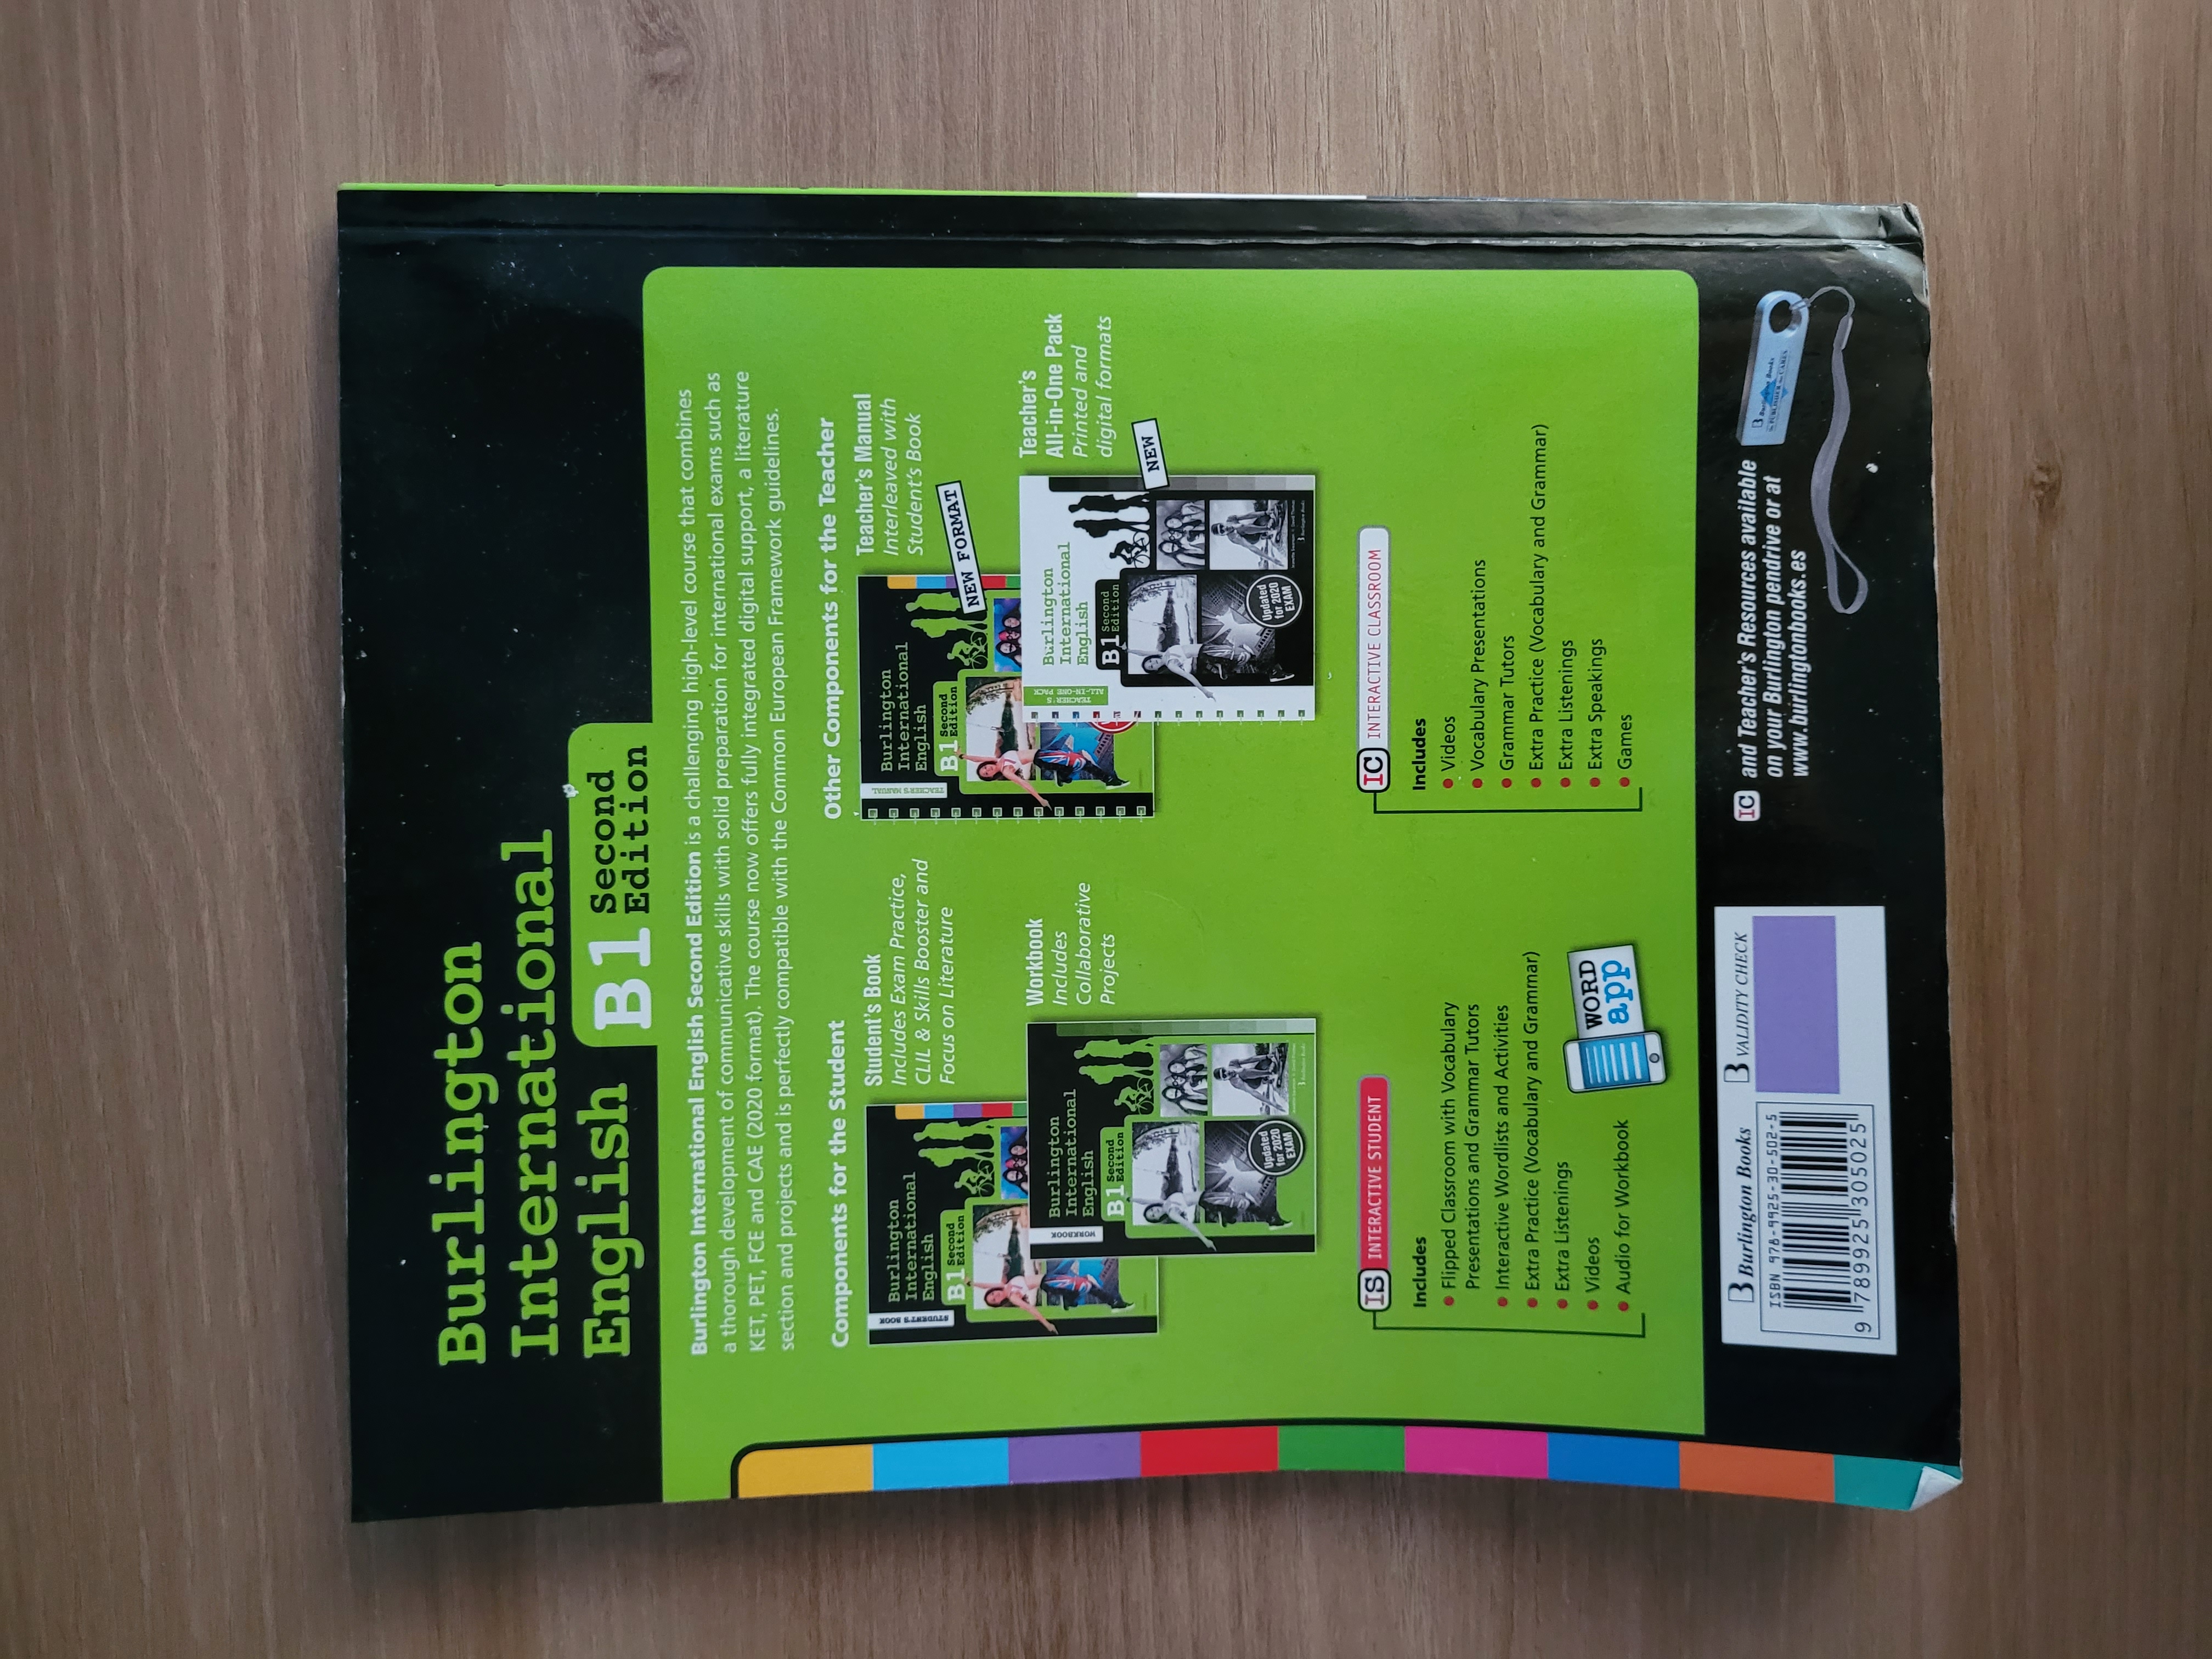 Burlington
International
English
B1 Second
Edition
Burlington International English Second Edition is a challenging high-level course that combines
a thorough development of communicative skills with solid preparation for international exams such as
KET, PET, FCE and CAE (2020 format). The course now offers fully integrated digital support, a literature
section and projects and is perfectly compatible with the Common European Framework guidelines.
Components for the Student
STUDENT'S BOOK
Burlington
International
English
B1 Second
Edition
Student's Book
Includes Exam Practice,
CLIL & Skills Booster and
Focus on Literature
WORKBOOK
Burlington
International
English
B1 Second
Edition
Updated
for 2020
EXAM
Burlington Books
Workbook
Includes
Collaborative
Projects
Other Components for the Teacher
TEACHER'S MANUAL
Burlington
International
English
B1 Second
Edition
Teacher's Manual
Interleaved with
Student's Book
NEW FORMAT
TEACHER'S
ALL-IN-ONE PACK
Burlington
International
English
B1 Second
Edition
Updated
for 2020
EXAM
Burlington Books
Teacher's
All-in-One Pack
Printed and
digital formats
NEW
IS INTERACTIVE STUDENT
Includes
• Flipped Classroom with Vocabulary
Presentations and Grammar Tutors
• Interactive Wordlists and Activities
• Extra Practice (Vocabulary and Grammar)
• Extra Listenings
• Videos
• Audio for Workbook
WORD
app
IC INTERACTIVE CLASSROOM
Includes
• Videos
• Vocabulary Presentations
• Grammar Tutors
• Extra Practice (Vocabulary and Grammar)
• Extra Listenings
• Extra Speakings
• Games
B Burlington Books
ISBN 978-9925-30-502-5
9 789925 305025
B VALIDITY CHECK
IC and Teacher's Resources available
on your Burlington pendrive or at
www.burlingtonbooks.es
B Burlington Books